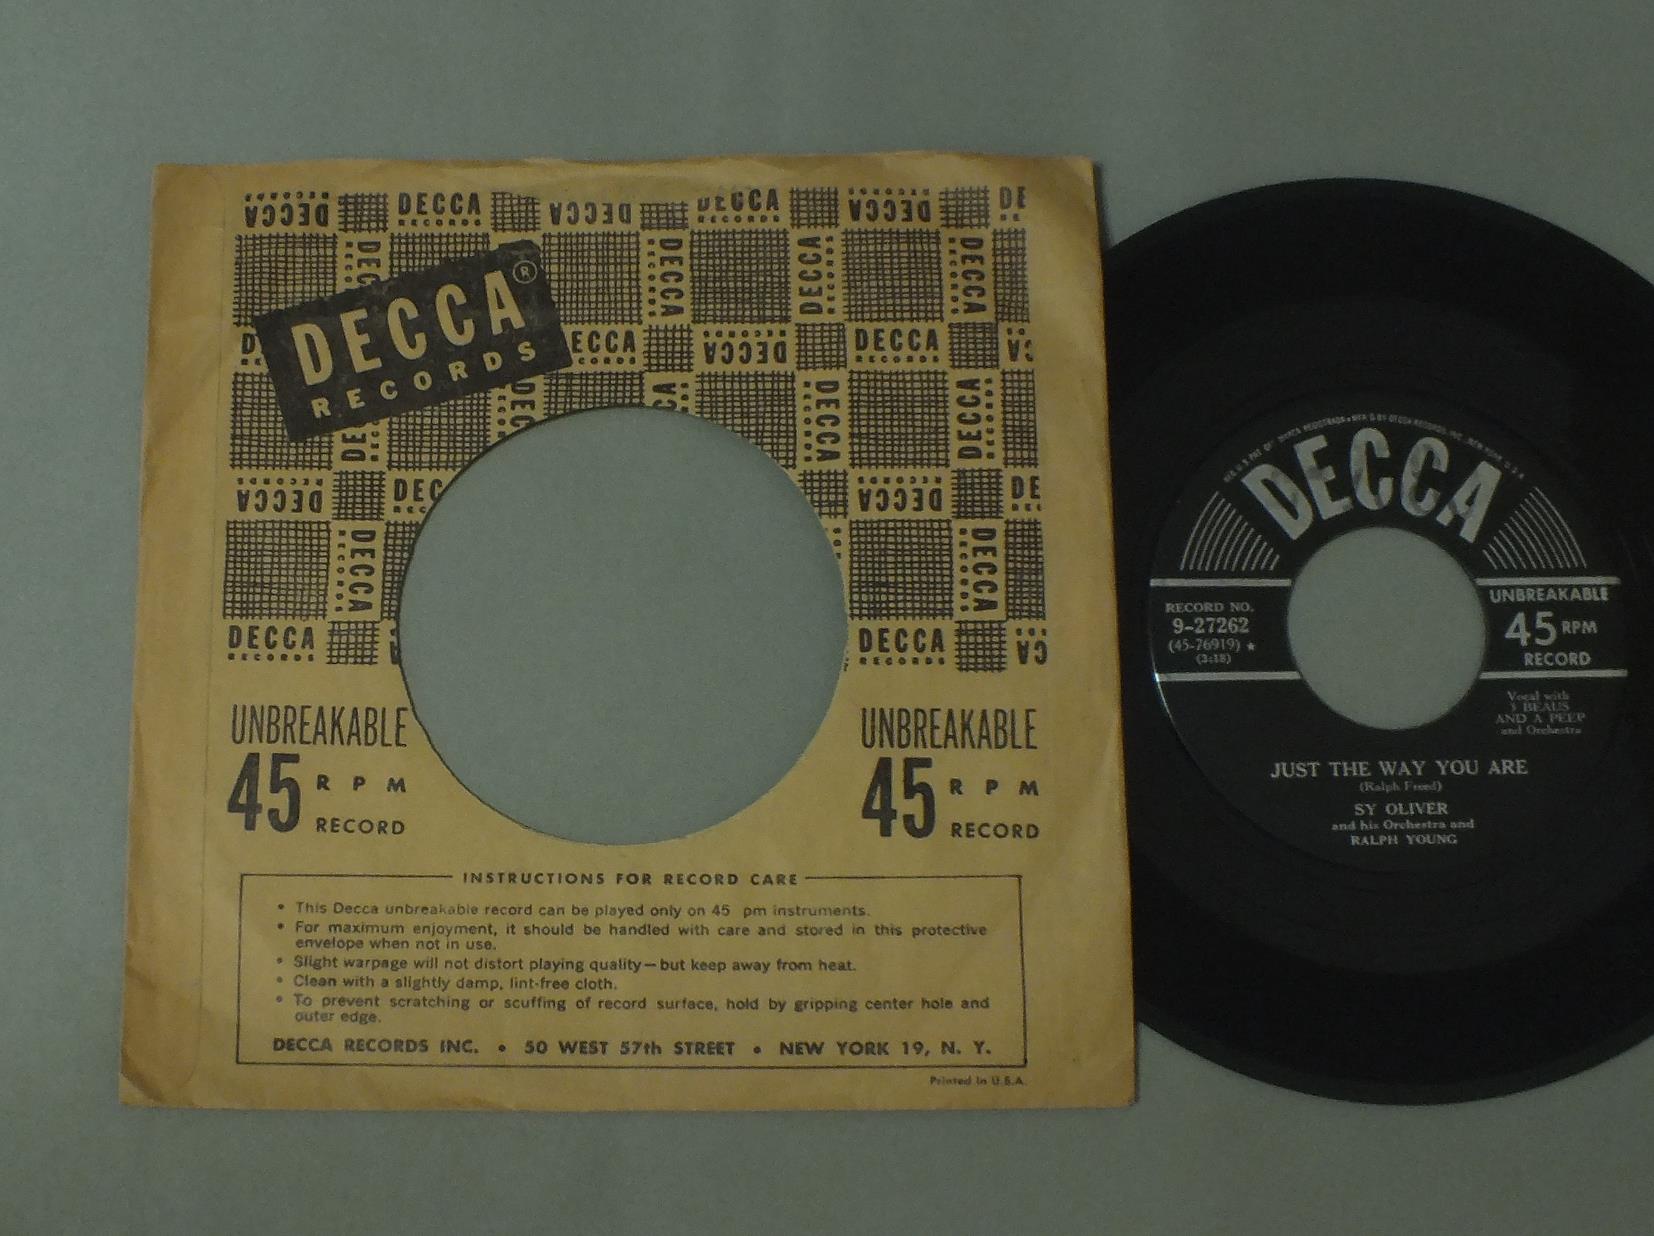 DECCA®
RECORDS
UNBREAKABLE
45 RPM
RECORD
UNBREAKABLE
45 RPM
RECORD
INSTRUCTIONS FOR RECORD CARE
• This Decca unbreakable record can be played only on 45 pm instruments.
• For maximum enjoyment, it should be handled with care and stored in this protective
envelope when not in use.
• Slight warpage will not distort playing quality—but keep away from heat.
• Clean with a slightly damp, lint-free cloth.
• To prevent scratching or scuffing of record surface, hold by gripping center hole and
outer edge.
DECCA RECORDS INC. • 50 WEST 57th STREET • NEW YORK 19, N. Y.
Printed in U.S.A.
DECCA
RECORD NO.
9-27262
(45-76919) ★
(3:18)
UNBREAKABLE
45 RPM
RECORD
Vocal with
3 BEAUS
AND A PEEP
and Orchestra
JUST THE WAY YOU ARE
(Ralph Freed)
SY OLIVER
and his Orchestra and
RALPH YOUNG